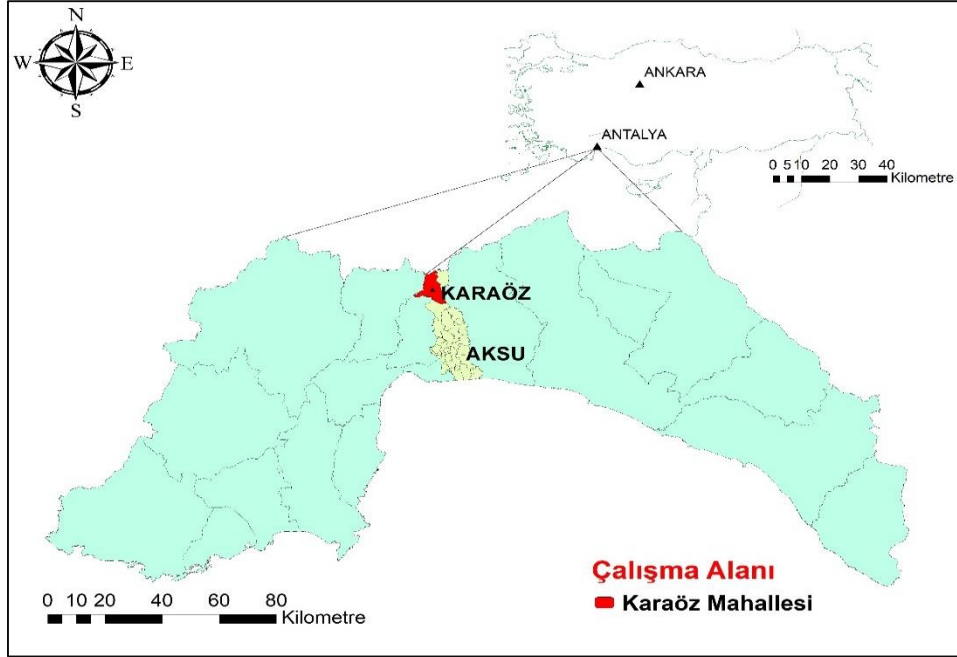 N
W E
S
ANKARA
ANTALYA
0 5 10 20 30 40
Kilometre
KARAÖZ
AKSU
Çalışma Alanı
Karaöz Mahallesi
0 10 20 40 60 80
Kilometre